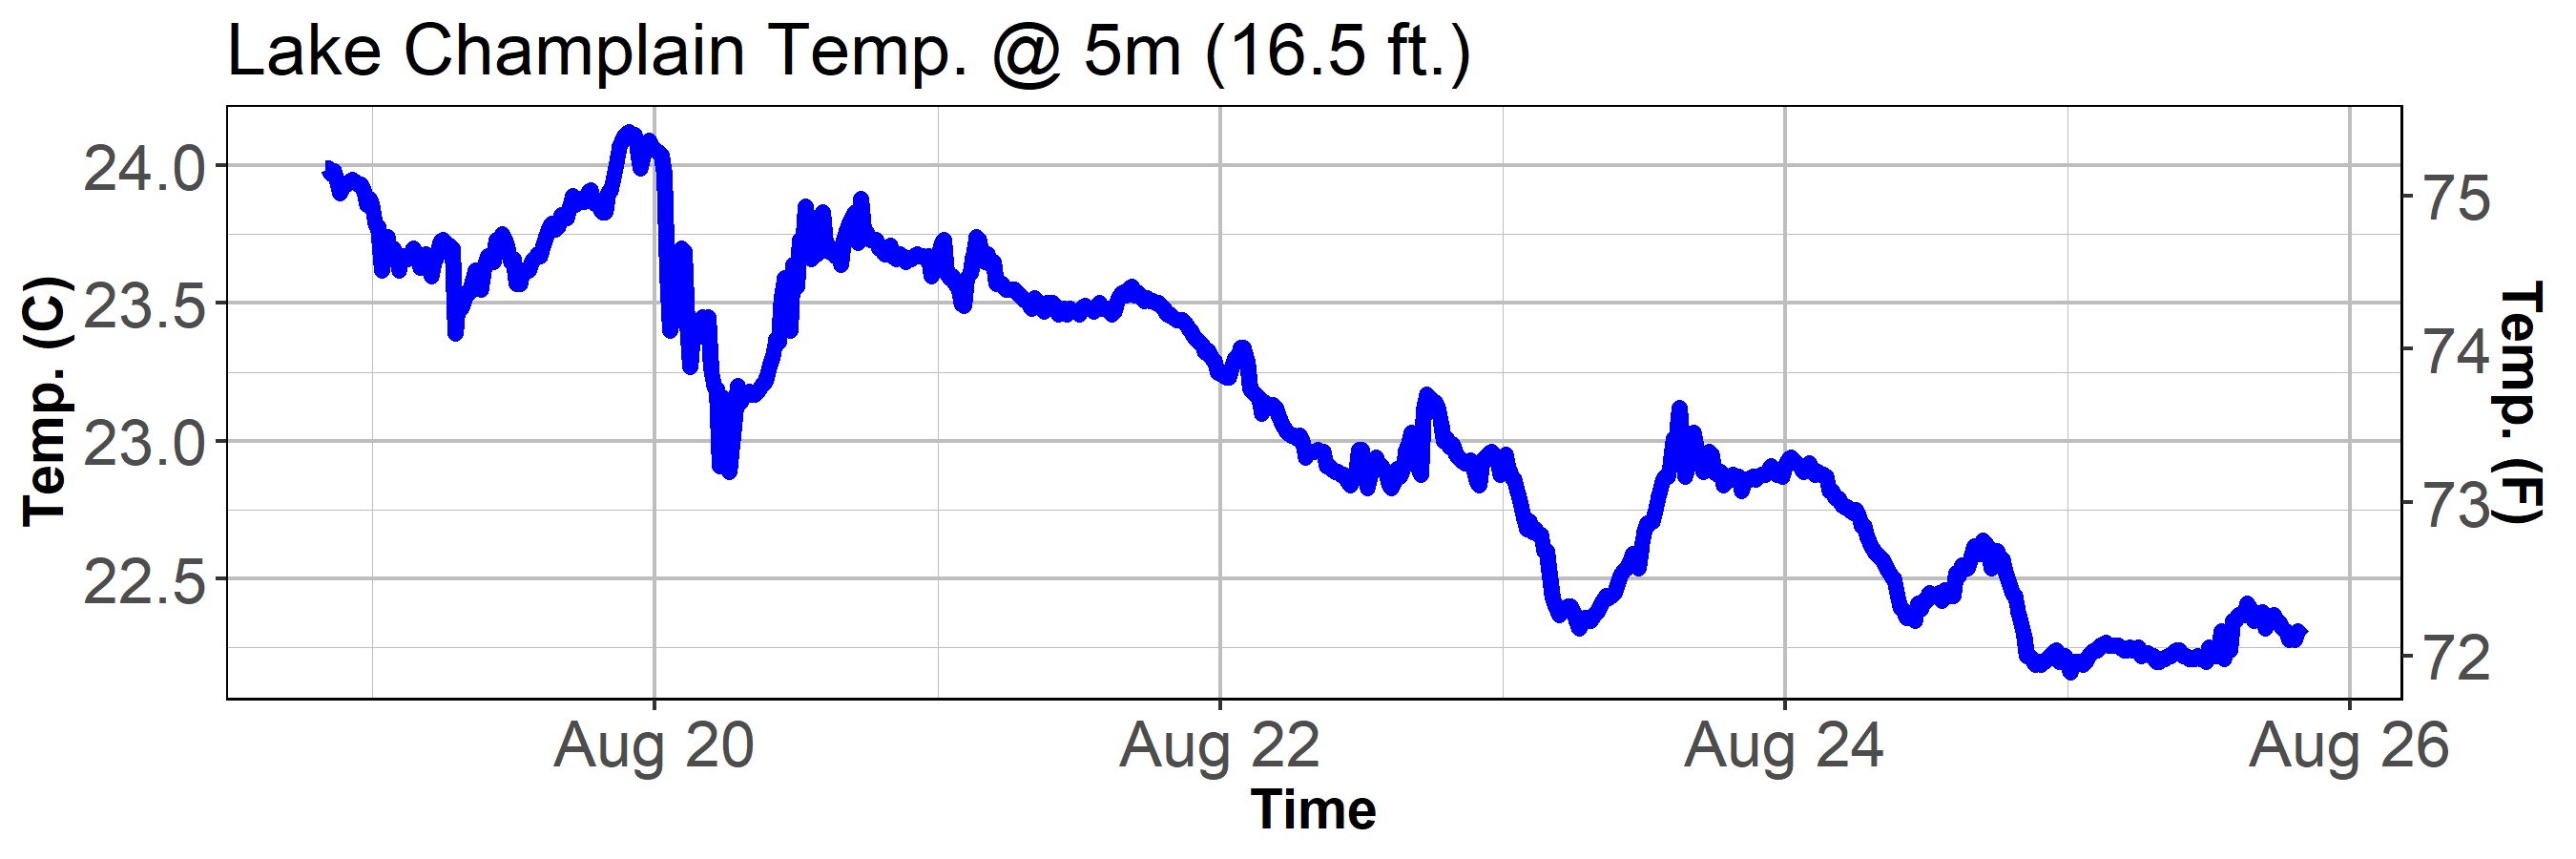 Lake Champlain Temp. @ 5m (16.5 ft.)
Temp. (C)
24.0
23.5
23.0
22.5
75
74
73
72
Temp. (F)
Aug 20 Aug 22 Aug 24 Aug 26
Time